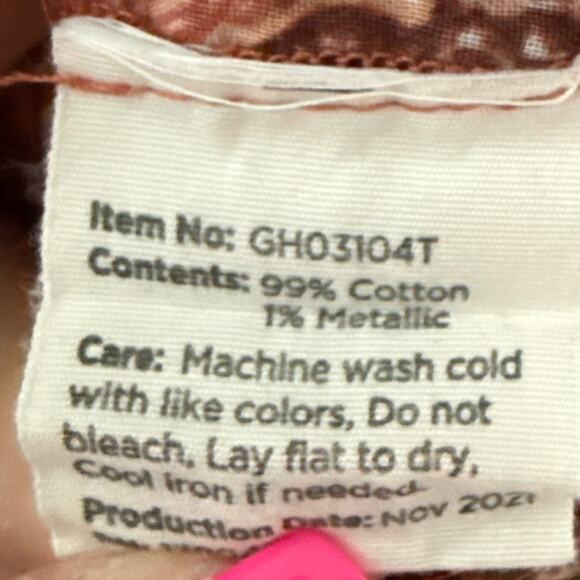 Item No: GH03104T
Contents: 99% Cotton
1% Metallic
Care: Machine wash cold
with like colors, Do not
bleach, Lay flat to dry,
Cool iron if needed
Production Date: Nov 2021